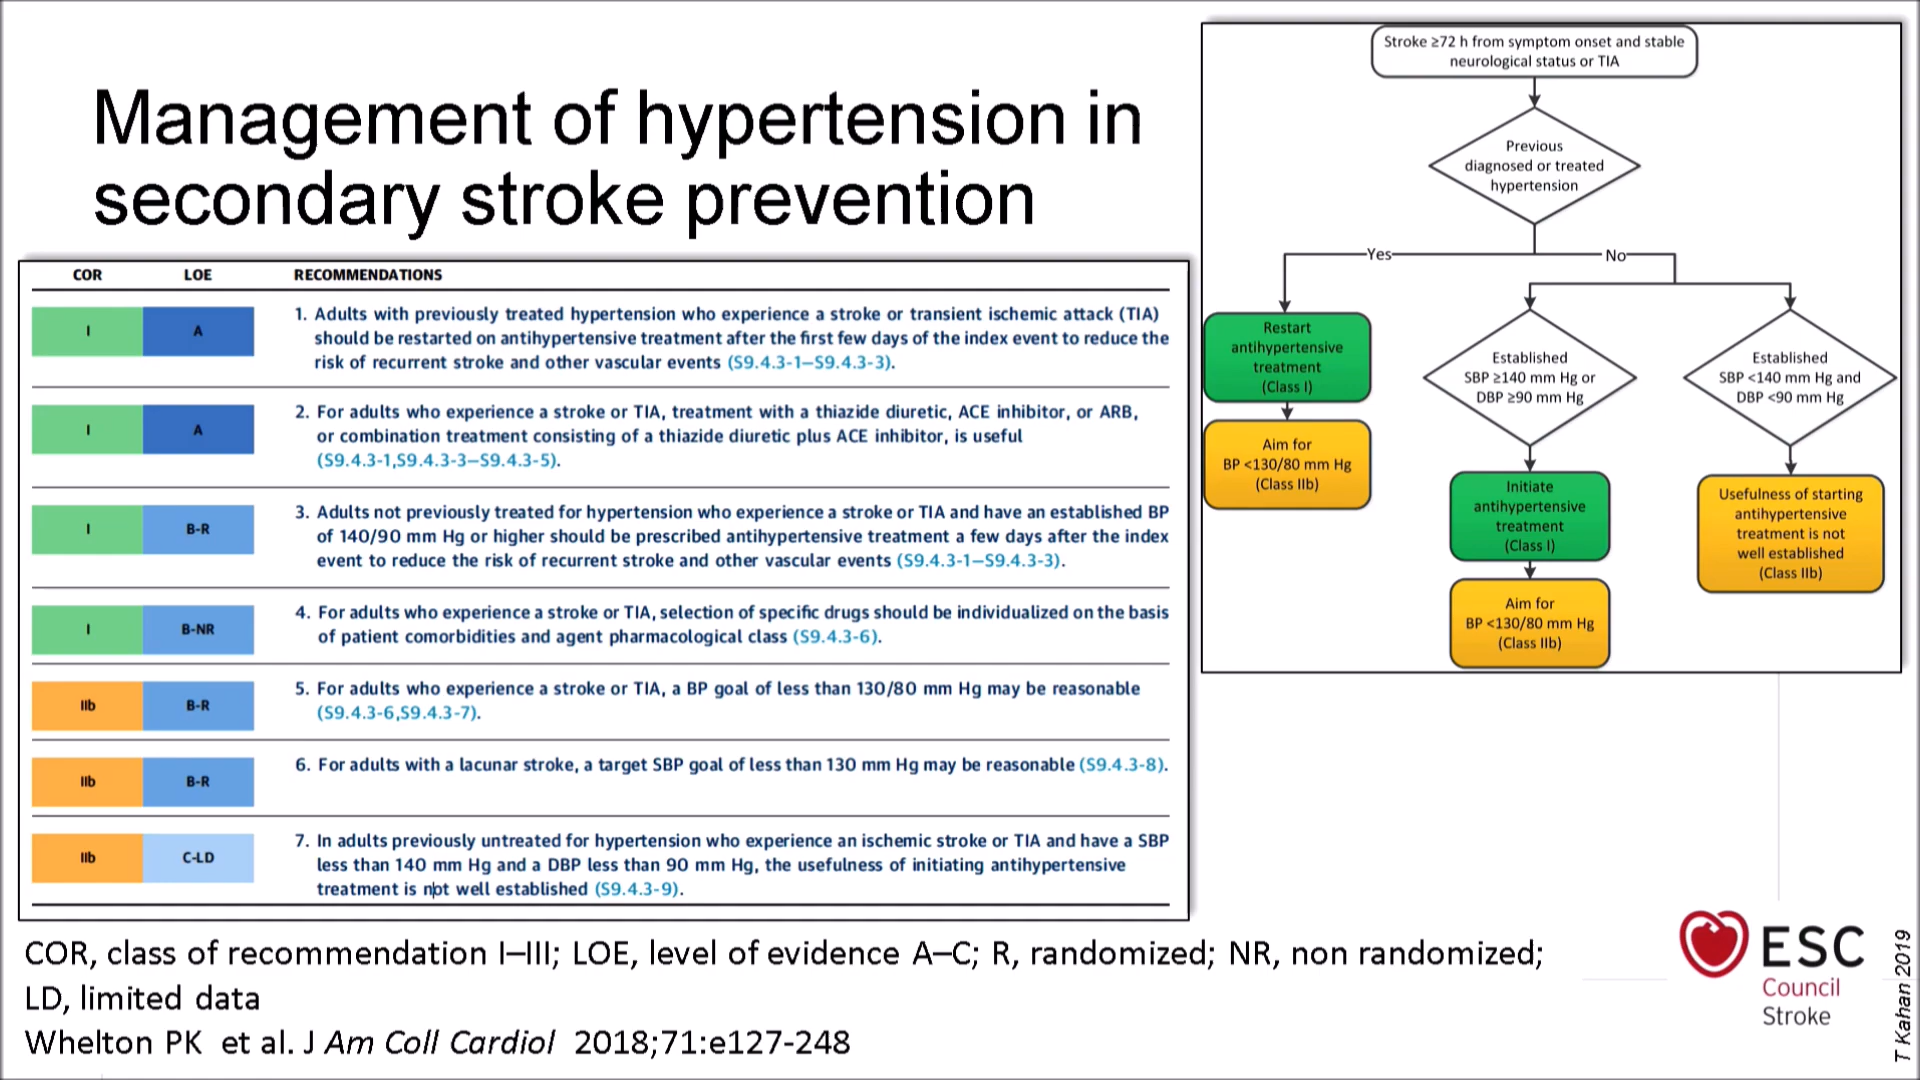 Management of hypertension in
secondary stroke prevention
COR LOE RECOMMENDATIONS
I A 1. Adults with previously treated hypertension who experience a stroke or transient ischemic attack (TIA)
should be restarted on antihypertensive treatment after the first few days of the index event to reduce the
risk of recurrent stroke and other vascular events (S9.4.3-1–S9.4.3-3).
I A 2. For adults who experience a stroke or TIA, treatment with a thiazide diuretic, ACE inhibitor, or ARB,
or combination treatment consisting of a thiazide diuretic plus ACE inhibitor, is useful
(S9.4.3-1,S9.4.3-3–S9.4.3-5).
I B-R 3. Adults not previously treated for hypertension who experience a stroke or TIA and have an established BP
of 140/90 mm Hg or higher should be prescribed antihypertensive treatment a few days after the index
event to reduce the risk of recurrent stroke and other vascular events (S9.4.3-1–S9.4.3-3).
I B-NR 4. For adults who experience a stroke or TIA, selection of specific drugs should be individualized on the basis
of patient comorbidities and agent pharmacological class (S9.4.3-6).
IIb B-R 5. For adults who experience a stroke or TIA, a BP goal of less than 130/80 mm Hg may be reasonable
(S9.4.3-6,S9.4.3-7).
IIb B-R 6. For adults with a lacunar stroke, a target SBP goal of less than 130 mm Hg may be reasonable (S9.4.3-8).
IIb C-LD 7. In adults previously untreated for hypertension who experience an ischemic stroke or TIA and have a SBP
less than 140 mm Hg and a DBP less than 90 mm Hg, the usefulness of initiating antihypertensive
treatment is not well established (S9.4.3-9).
Stroke ≥72 h from symptom onset and stable
neurological status or TIA
Previous
diagnosed or treated
hypertension
Yes
No
Restart
antihypertensive
treatment
(Class I)
Aim for
BP <130/80 mm Hg
(Class IIb)
Established
SBP ≥140 mm Hg or
DBP ≥90 mm Hg
Initiate
antihypertensive
treatment
(Class I)
Aim for
BP <130/80 mm Hg
(Class IIb)
Established
SBP <140 mm Hg and
DBP <90 mm Hg
Usefulness of starting
antihypertensive
treatment is not
well established
(Class IIb)
COR, class of recommendation I–III; LOE, level of evidence A–C; R, randomized; NR, non randomized;
LD, limited data
Whelton PK et al. J Am Coll Cardiol 2018;71:e127-248
ESC
Council
Stroke
T Kahan 2019